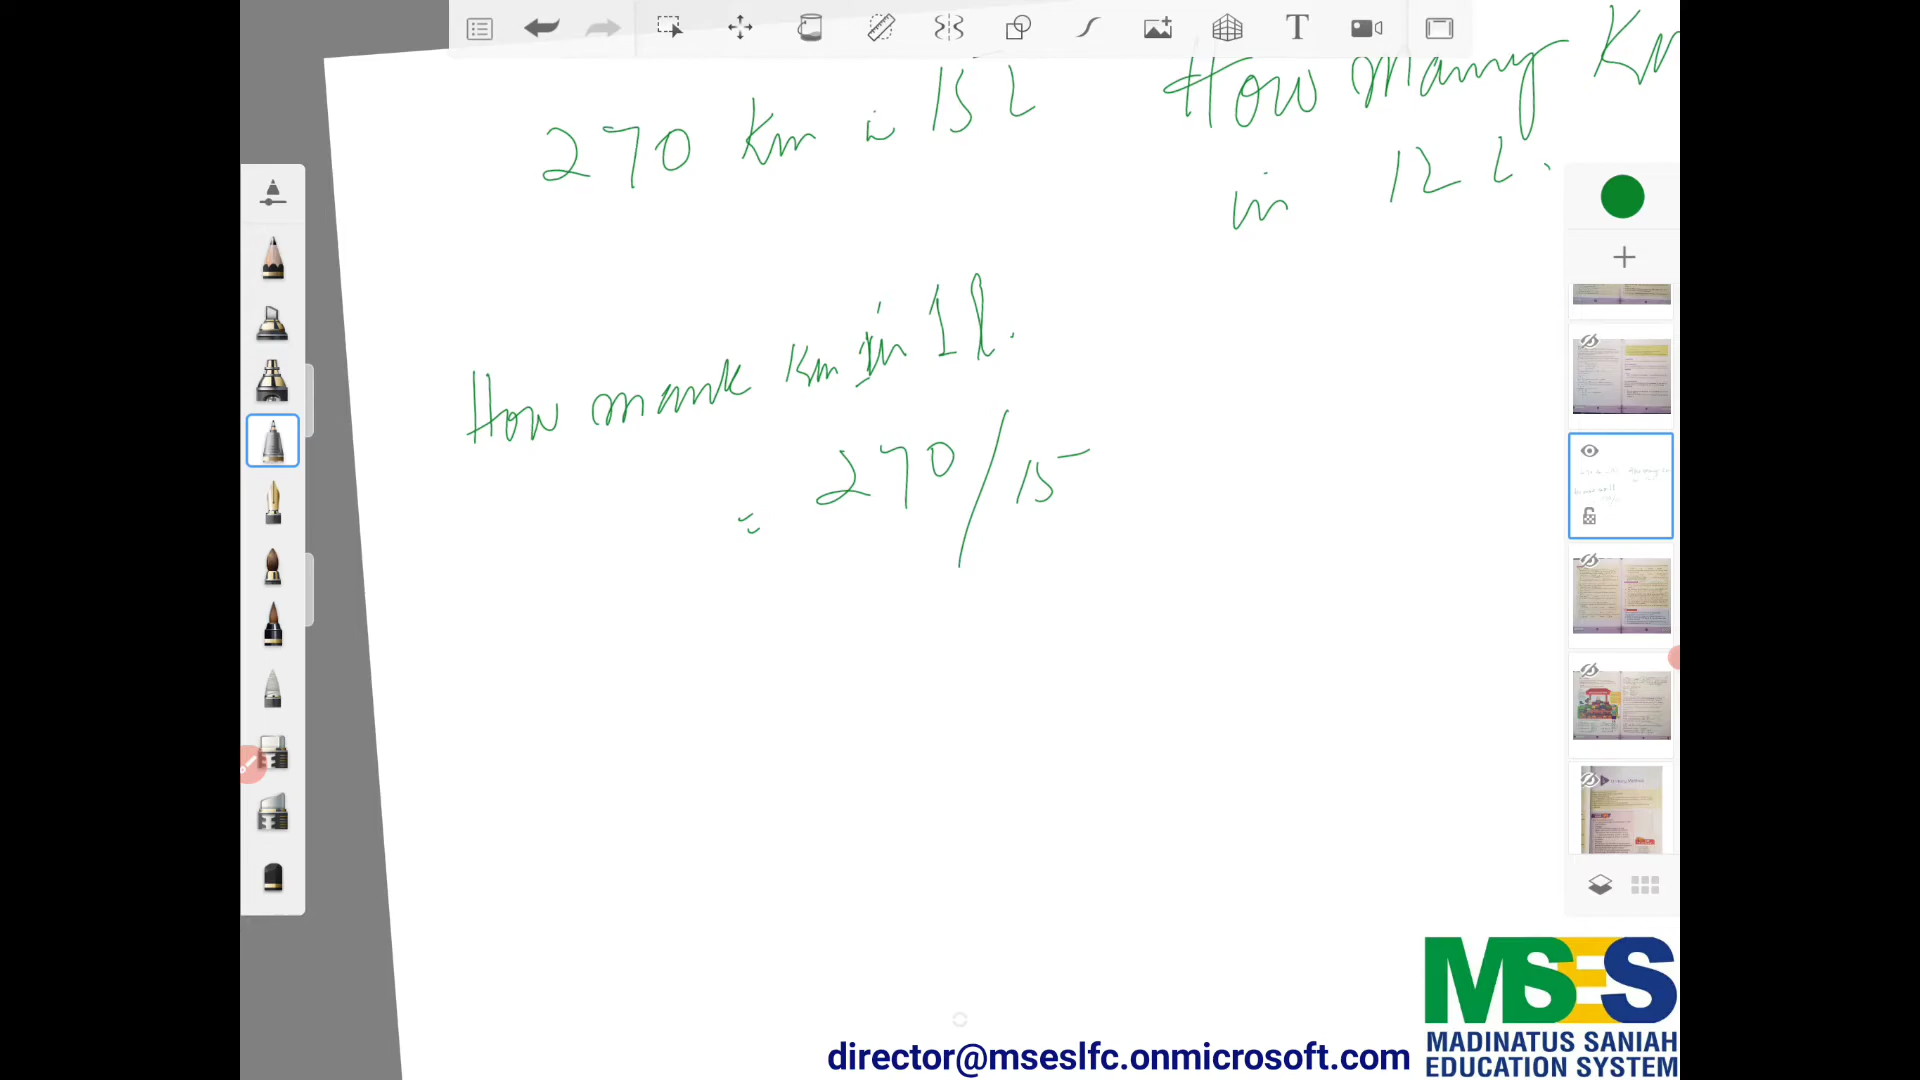 270 Km in 15 L
How many Km
in 12 L.
How mank Km in 1 l.
= 270/15
MSES
MADINATUS SANIAH
EDUCATION SYSTEM
director@mseslfc.onmicrosoft.com